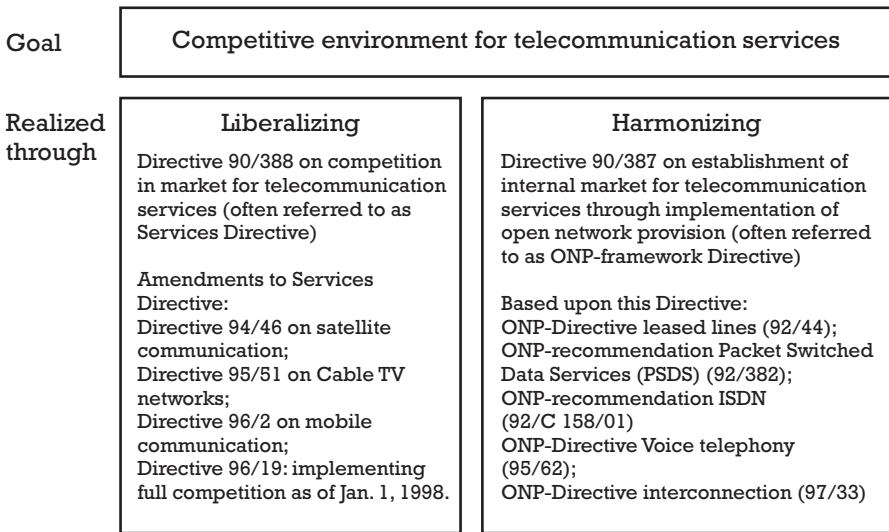 Goal
Competitive environment for telecommunication services
Realized
through
Liberalizing
Directive 90/388 on competition
in market for telecommunication
services (often referred to as
Services Directive)
Amendments to Services
Directive:
Directive 94/46 on satellite
communication;
Directive 95/51 on Cable TV
networks;
Directive 96/2 on mobile
communication;
Directive 96/19: implementing
full competition as of Jan. 1, 1998.
Harmonizing
Directive 90/387 on establishment of
internal market for telecommunication
services through implementation of
open network provision (often referred
to as ONP-framework Directive)
Based upon this Directive:
ONP-Directive leased lines (92/44);
ONP-recommendation Packet Switched
Data Services (PSDS) (92/382);
ONP-recommendation ISDN
(92/C 158/01)
ONP-Directive Voice telephony
(95/62);
ONP-Directive interconnection (97/33)